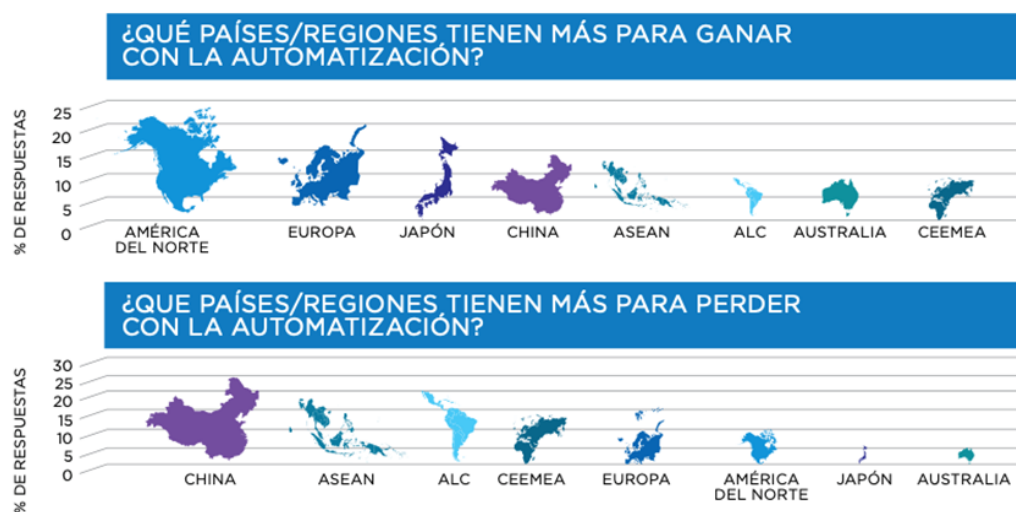 ¿QUÉ PAÍSES/REGIONES TIENEN MÁS PARA GANAR
CON LA AUTOMATIZACIÓN?
% DE RESPUESTAS
25
20
15
10
5
0
AMÉRICA
DEL NORTE
EUROPA
JAPÓN
CHINA
ASEAN
ALC
AUSTRALIA
CEEMEA
¿QUE PAÍSES/REGIONES TIENEN MÁS PARA PERDER
CON LA AUTOMATIZACIÓN?
% DE RESPUESTAS
30
25
20
15
10
5
0
CHINA
ASEAN
ALC
CEEMEA
EUROPA
AMÉRICA
DEL NORTE
JAPÓN
AUSTRALIA